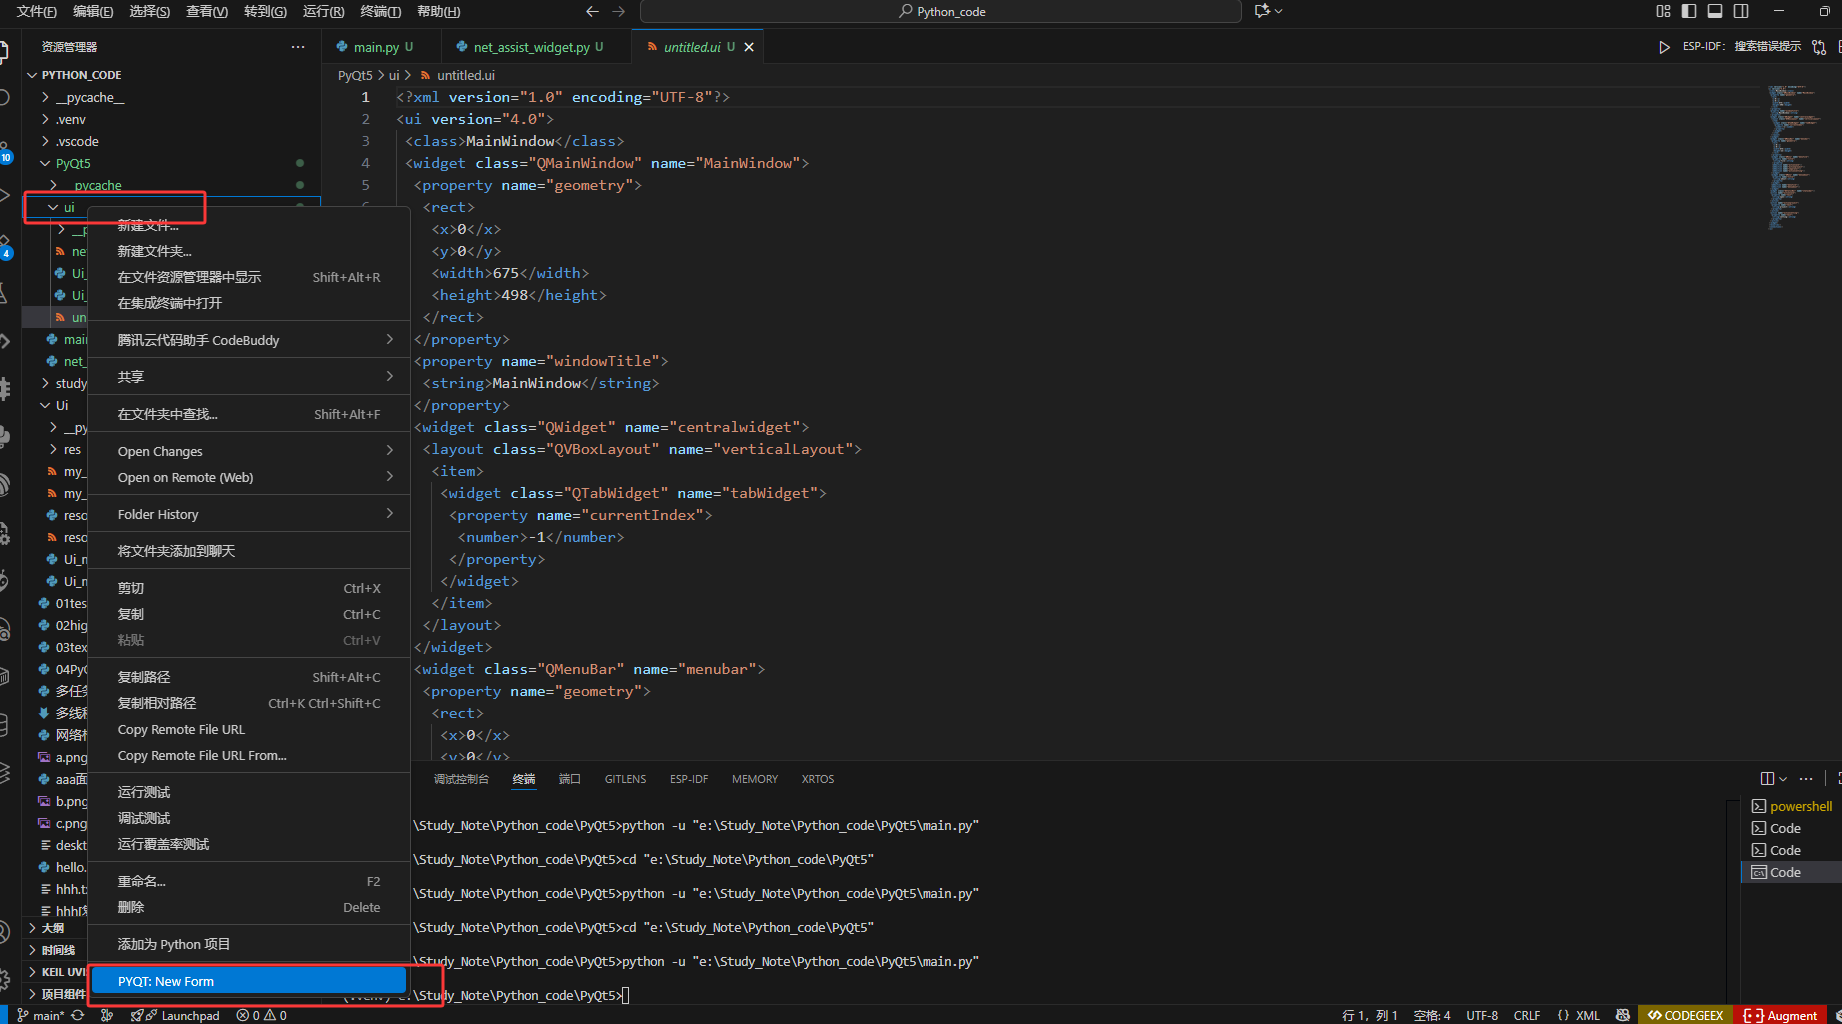 文件(F) 编辑(E) 选择(S) 查看(V) 转到(G) 运行(R) 终端(T) 帮助(H) Python_code
资源管理器
main.py U net_assist_widget.py U untitled.ui U ESP-IDF: 搜索错误提示
PyQt5 > ui > untitled.ui
PYTHON_CODE
__pycache__
.venv
.vscode
PyQt5
__pycache__
ui
ne
Ui_
Ui_
un
mai
net_
study
Ui
__py
res
my_
my_
reso
reso
Ui_
Ui_
01tes
02hig
03tex
04Py
多任
多线
网络
a.png
aaa面
b.png
c.png
deskt
hello.
hhh.t
hhh
大纲
时间线
KEIL UVI
项目组件
10
4
新建文件...
新建文件夹...
在文件资源管理器中显示 Shift+Alt+R
在集成终端中打开
腾讯云代码助手 CodeBuddy
共享
在文件夹中查找... Shift+Alt+F
Open Changes
Open on Remote (Web)
Folder History
将文件夹添加到聊天
剪切 Ctrl+X
复制 Ctrl+C
粘贴 Ctrl+V
复制路径 Shift+Alt+C
复制相对路径 Ctrl+K Ctrl+Shift+C
Copy Remote File URL
Copy Remote File URL From...
运行测试
调试测试
运行覆盖率测试
重命名... F2
删除 Delete
添加为 Python 项目
PYQT: New Form
1 <?xml version="1.0" encoding="UTF-8"?>
2 <ui version="4.0">
3 <class>MainWindow</class>
4 <widget class="QMainWindow" name="MainWindow">
5 <property name="geometry">
6 <rect>
<x>0</x>
<y>0</y>
<width>675</width>
<height>498</height>
</rect>
</property>
<property name="windowTitle">
<string>MainWindow</string>
</property>
<widget class="QWidget" name="centralwidget">
<layout class="QVBoxLayout" name="verticalLayout">
<item>
<widget class="QTabWidget" name="tabWidget">
<property name="currentIndex">
<number>-1</number>
</property>
</widget>
</item>
</layout>
</widget>
<widget class="QMenuBar" name="menubar">
<property name="geometry">
<rect>
<x>0</x>
<y>0</y>
调试控制台 终端 端口 GITLENS ESP-IDF MEMORY XRTOS
\Study_Note\Python_code\PyQt5>python -u "e:\Study_Note\Python_code\PyQt5\main.py"
\Study_Note\Python_code\PyQt5>cd "e:\Study_Note\Python_code\PyQt5"
\Study_Note\Python_code\PyQt5>python -u "e:\Study_Note\Python_code\PyQt5\main.py"
\Study_Note\Python_code\PyQt5>cd "e:\Study_Note\Python_code\PyQt5"
\Study_Note\Python_code\PyQt5>python -u "e:\Study_Note\Python_code\PyQt5\main.py"
\Study_Note\Python_code\PyQt5>
powershell
Code
Code
Code
main* Launchpad 0 0 行 1，列 1 空格: 4 UTF-8 CRLF {} XML CODEGEEX Augment